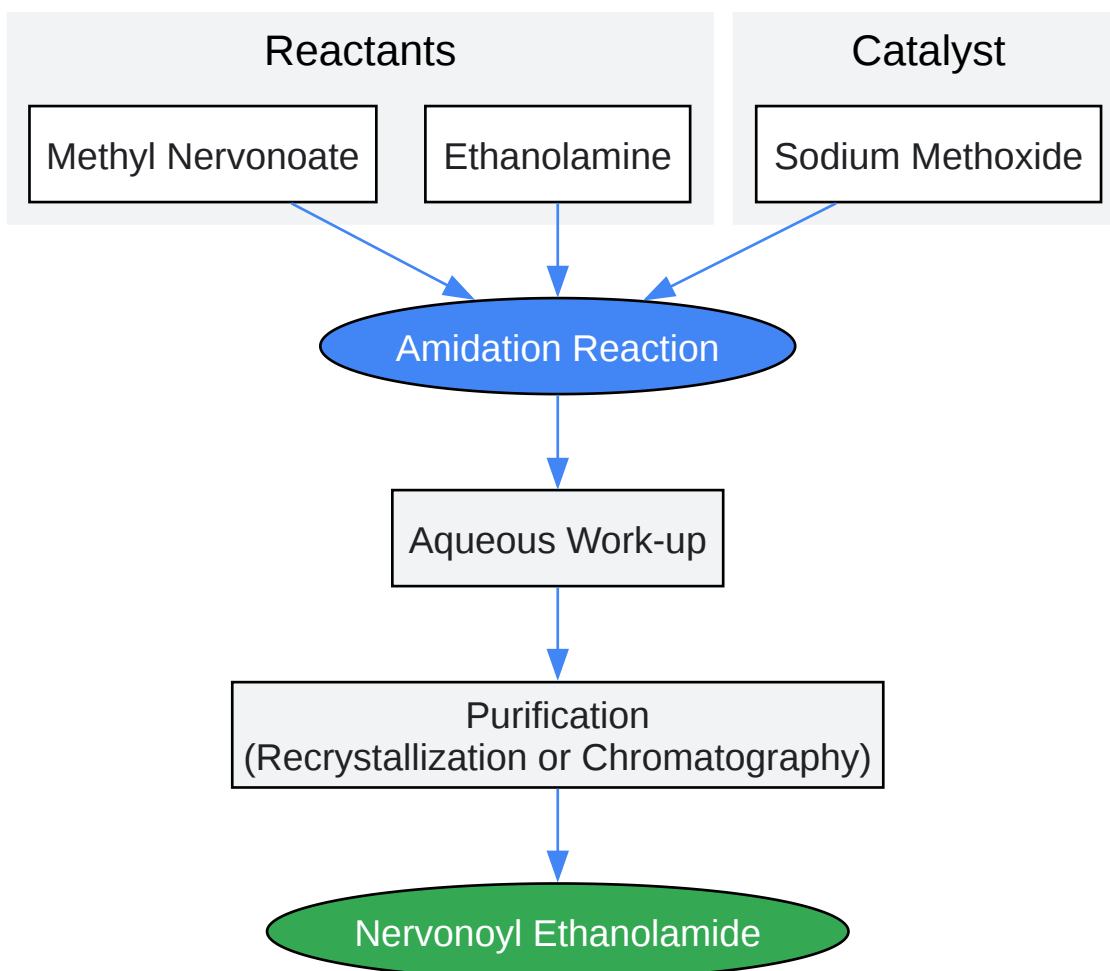 Reactants
Catalyst
Methyl Nervonoate
Ethanolamine
Sodium Methoxide
Amidation Reaction
Aqueous Work-up
Purification
(Recrystallization or Chromatography)
Nervonoyl Ethanolamide